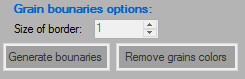 Grain bounaries options:
Size of border: 1
Generate bounaries Remove grains colors